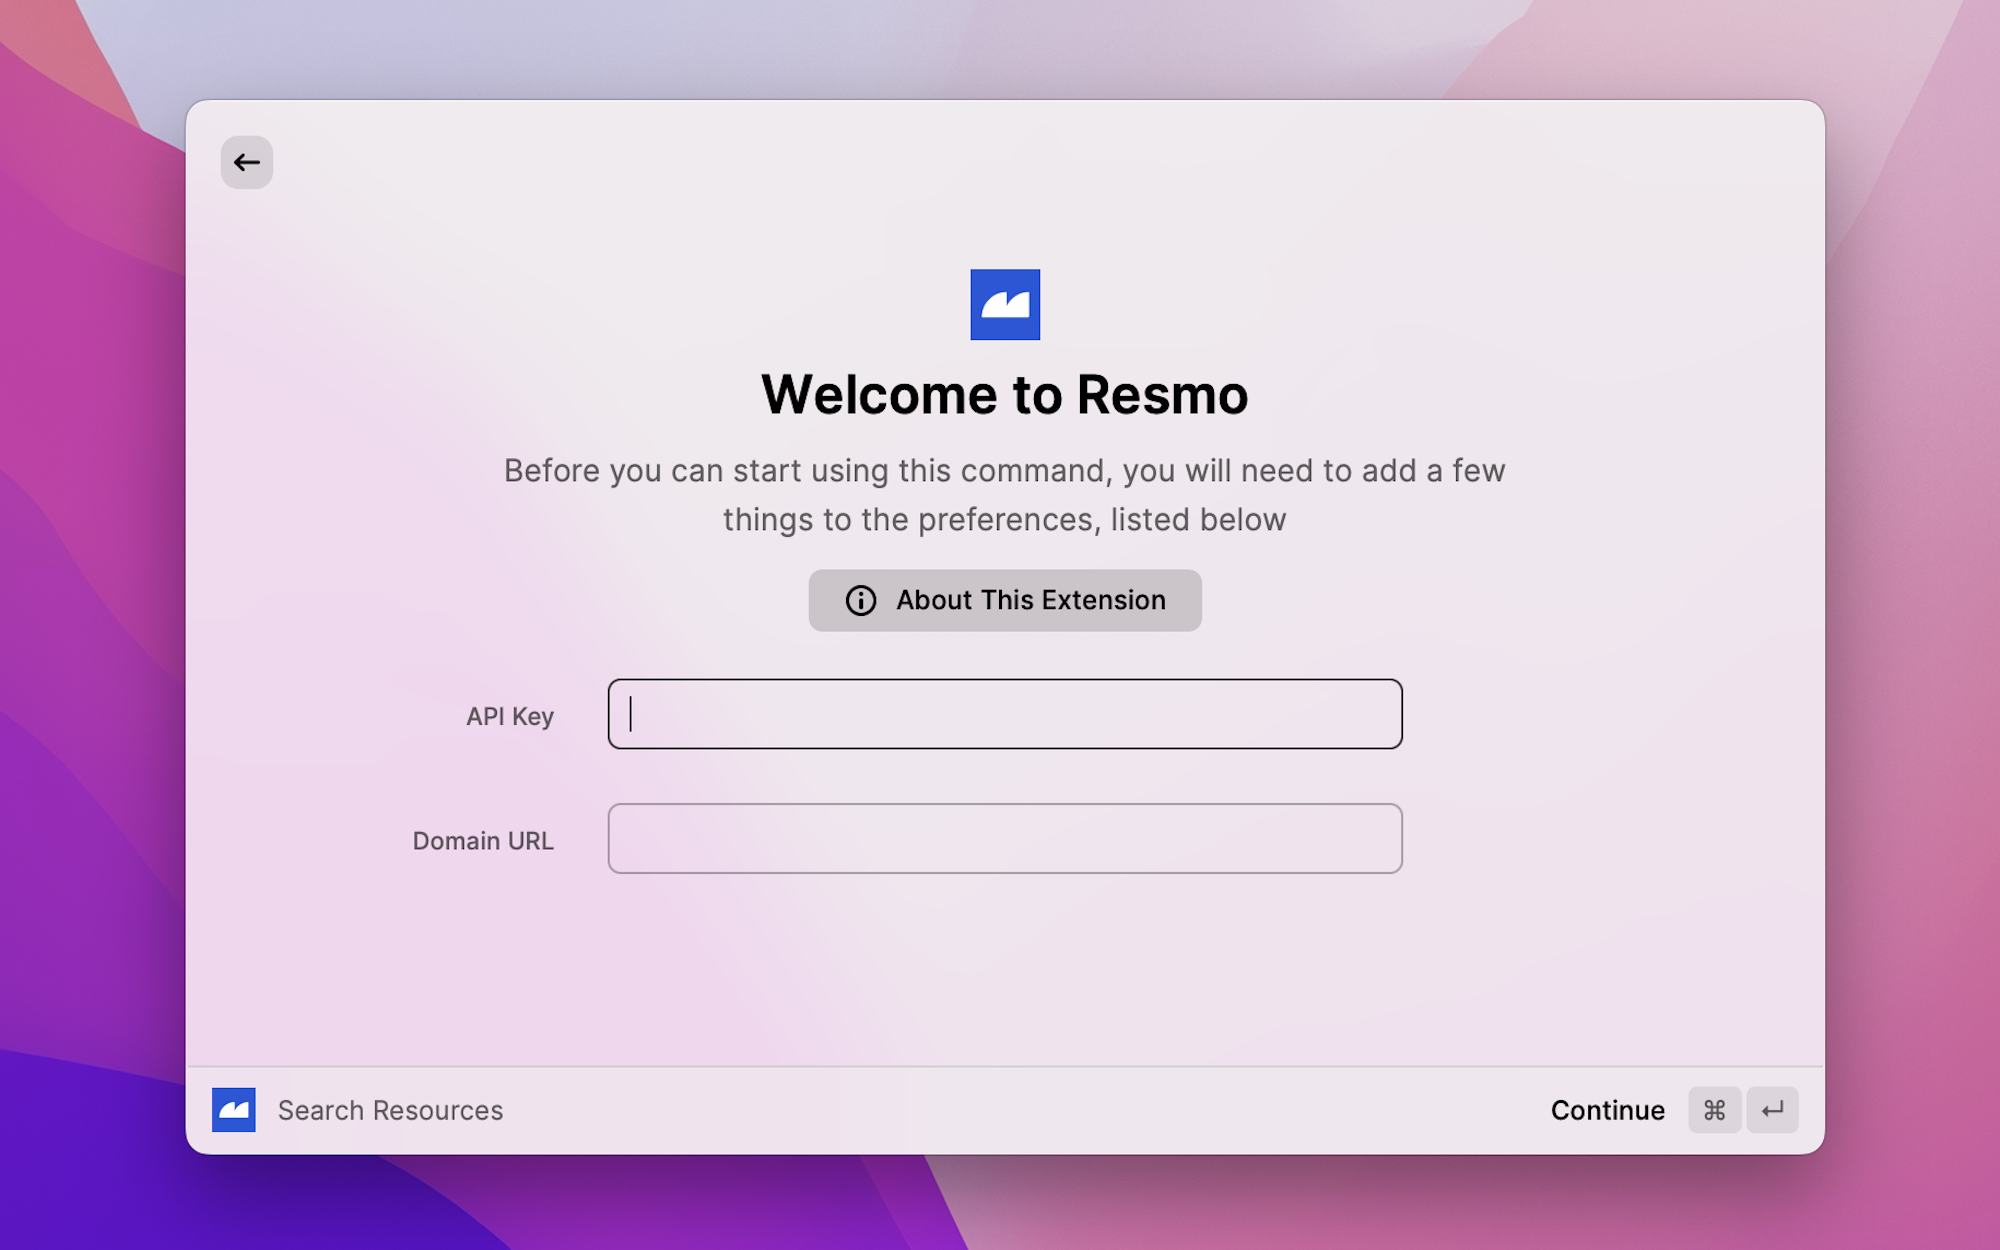 Welcome to Resmo
Before you can start using this command, you will need to add a few
things to the preferences, listed below
About This Extension
API Key
Domain URL
Search Resources
Continue ⌘ ↵